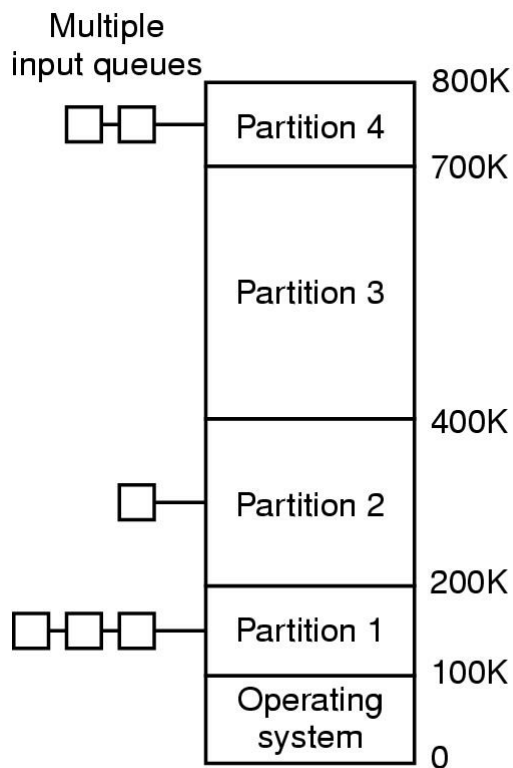 Multiple
input queues
800K
Partition 4
700K
Partition 3
400K
Partition 2
200K
Partition 1
100K
Operating
system
0